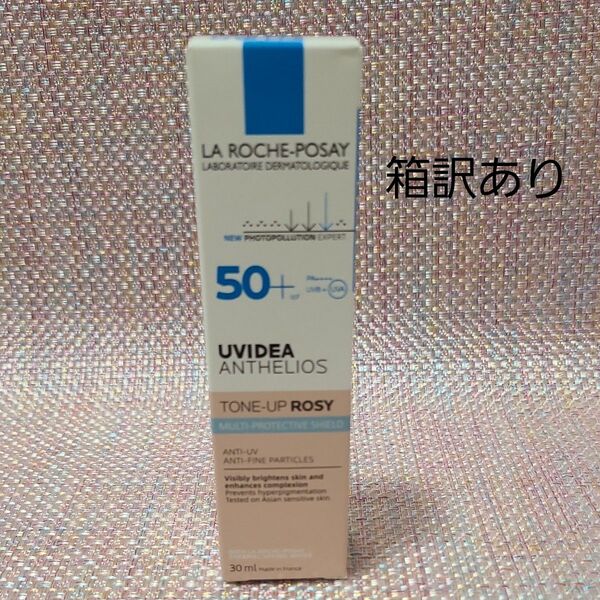 LA ROCHE-POSAY
LABORATOIRE DERMATOLOGIQUE
箱訳あり
NEW PHOTOPOLLUTION EXPERT
50+
SPF
PA++++
UVB + UVA
UVIDEA
ANTHELIOS
TONE-UP ROSY
MULTI-PROTECTIVE SHIELD
ANTI-UV
ANTI-FINE PARTICLES
Visibly brightens skin and
enhances complexion
Prevents hyperpigmentation
Tested on Asian sensitive skin
30 ml Made in France